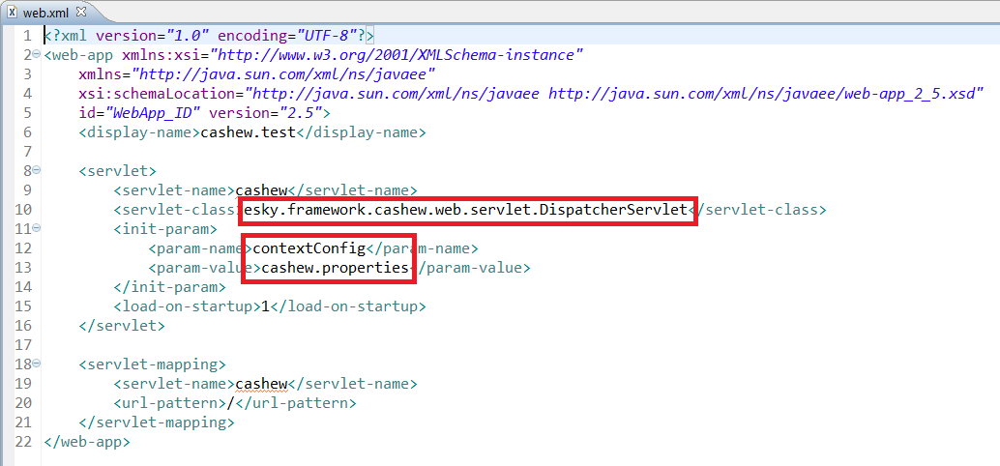 web.xml
1 <?xml version="1.0" encoding="UTF-8"?>
2 <web-app xmlns:xsi="http://www.w3.org/2001/XMLSchema-instance"
3     xmlns="http://java.sun.com/xml/ns/javaee"
4     xsi:schemaLocation="http://java.sun.com/xml/ns/javaee http://java.sun.com/xml/ns/javaee/web-app_2_5.xsd"
5     id="WebApp_ID" version="2.5">
6     <display-name>cashew.test</display-name>
7
8     <servlet>
9         <servlet-name>cashew</servlet-name>
10         <servlet-class>esky.framework.cashew.web.servlet.DispatcherServlet</servlet-class>
11         <init-param>
12             <param-name>contextConfig</param-name>
13             <param-value>cashew.properties</param-value>
14         </init-param>
15         <load-on-startup>1</load-on-startup>
16     </servlet>
17
18     <servlet-mapping>
19         <servlet-name>cashew</servlet-name>
20         <url-pattern>/</url-pattern>
21     </servlet-mapping>
22 </web-app>